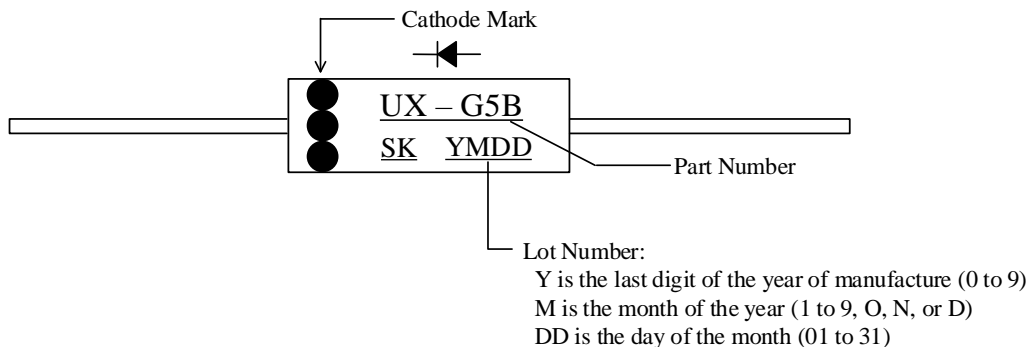 Cathode Mark
UX – G5B
SK YMDD
Part Number
Lot Number:
Y is the last digit of the year of manufacture (0 to 9)
M is the month of the year (1 to 9, O, N, or D)
DD is the day of the month (01 to 31)